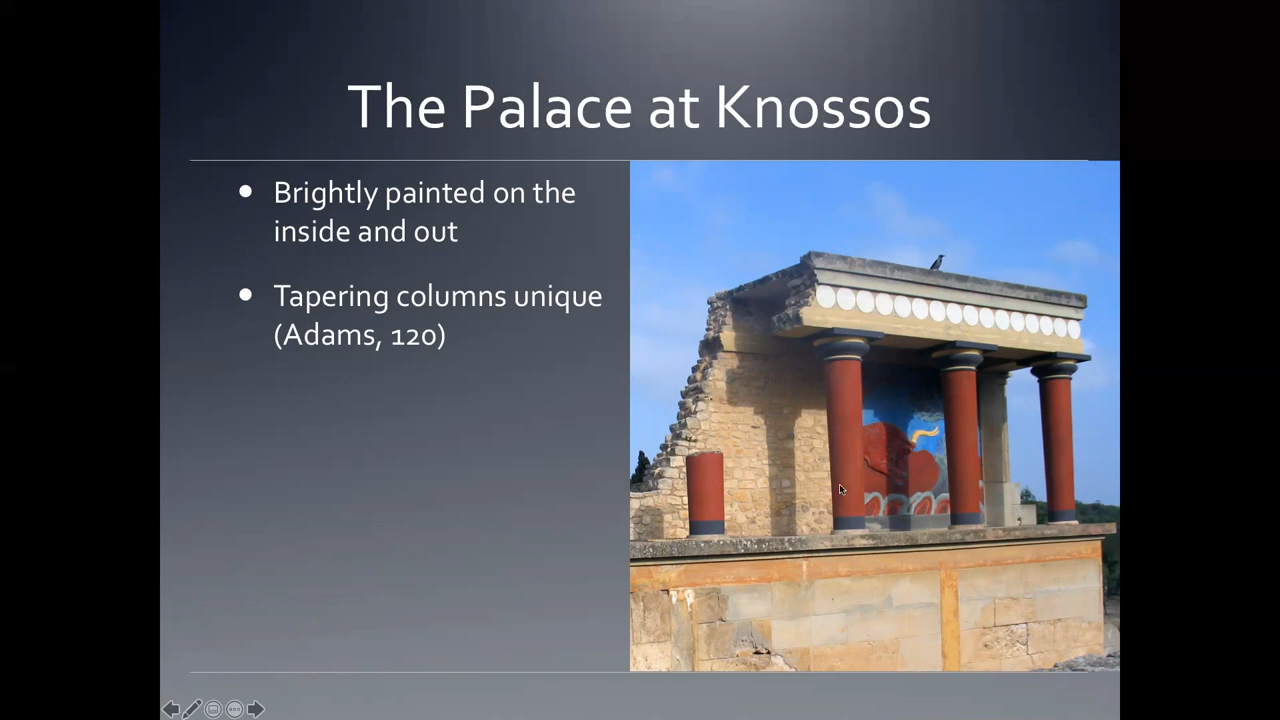 The Palace at Knossos
Brightly painted on the
inside and out
Tapering columns unique
(Adams, 120)